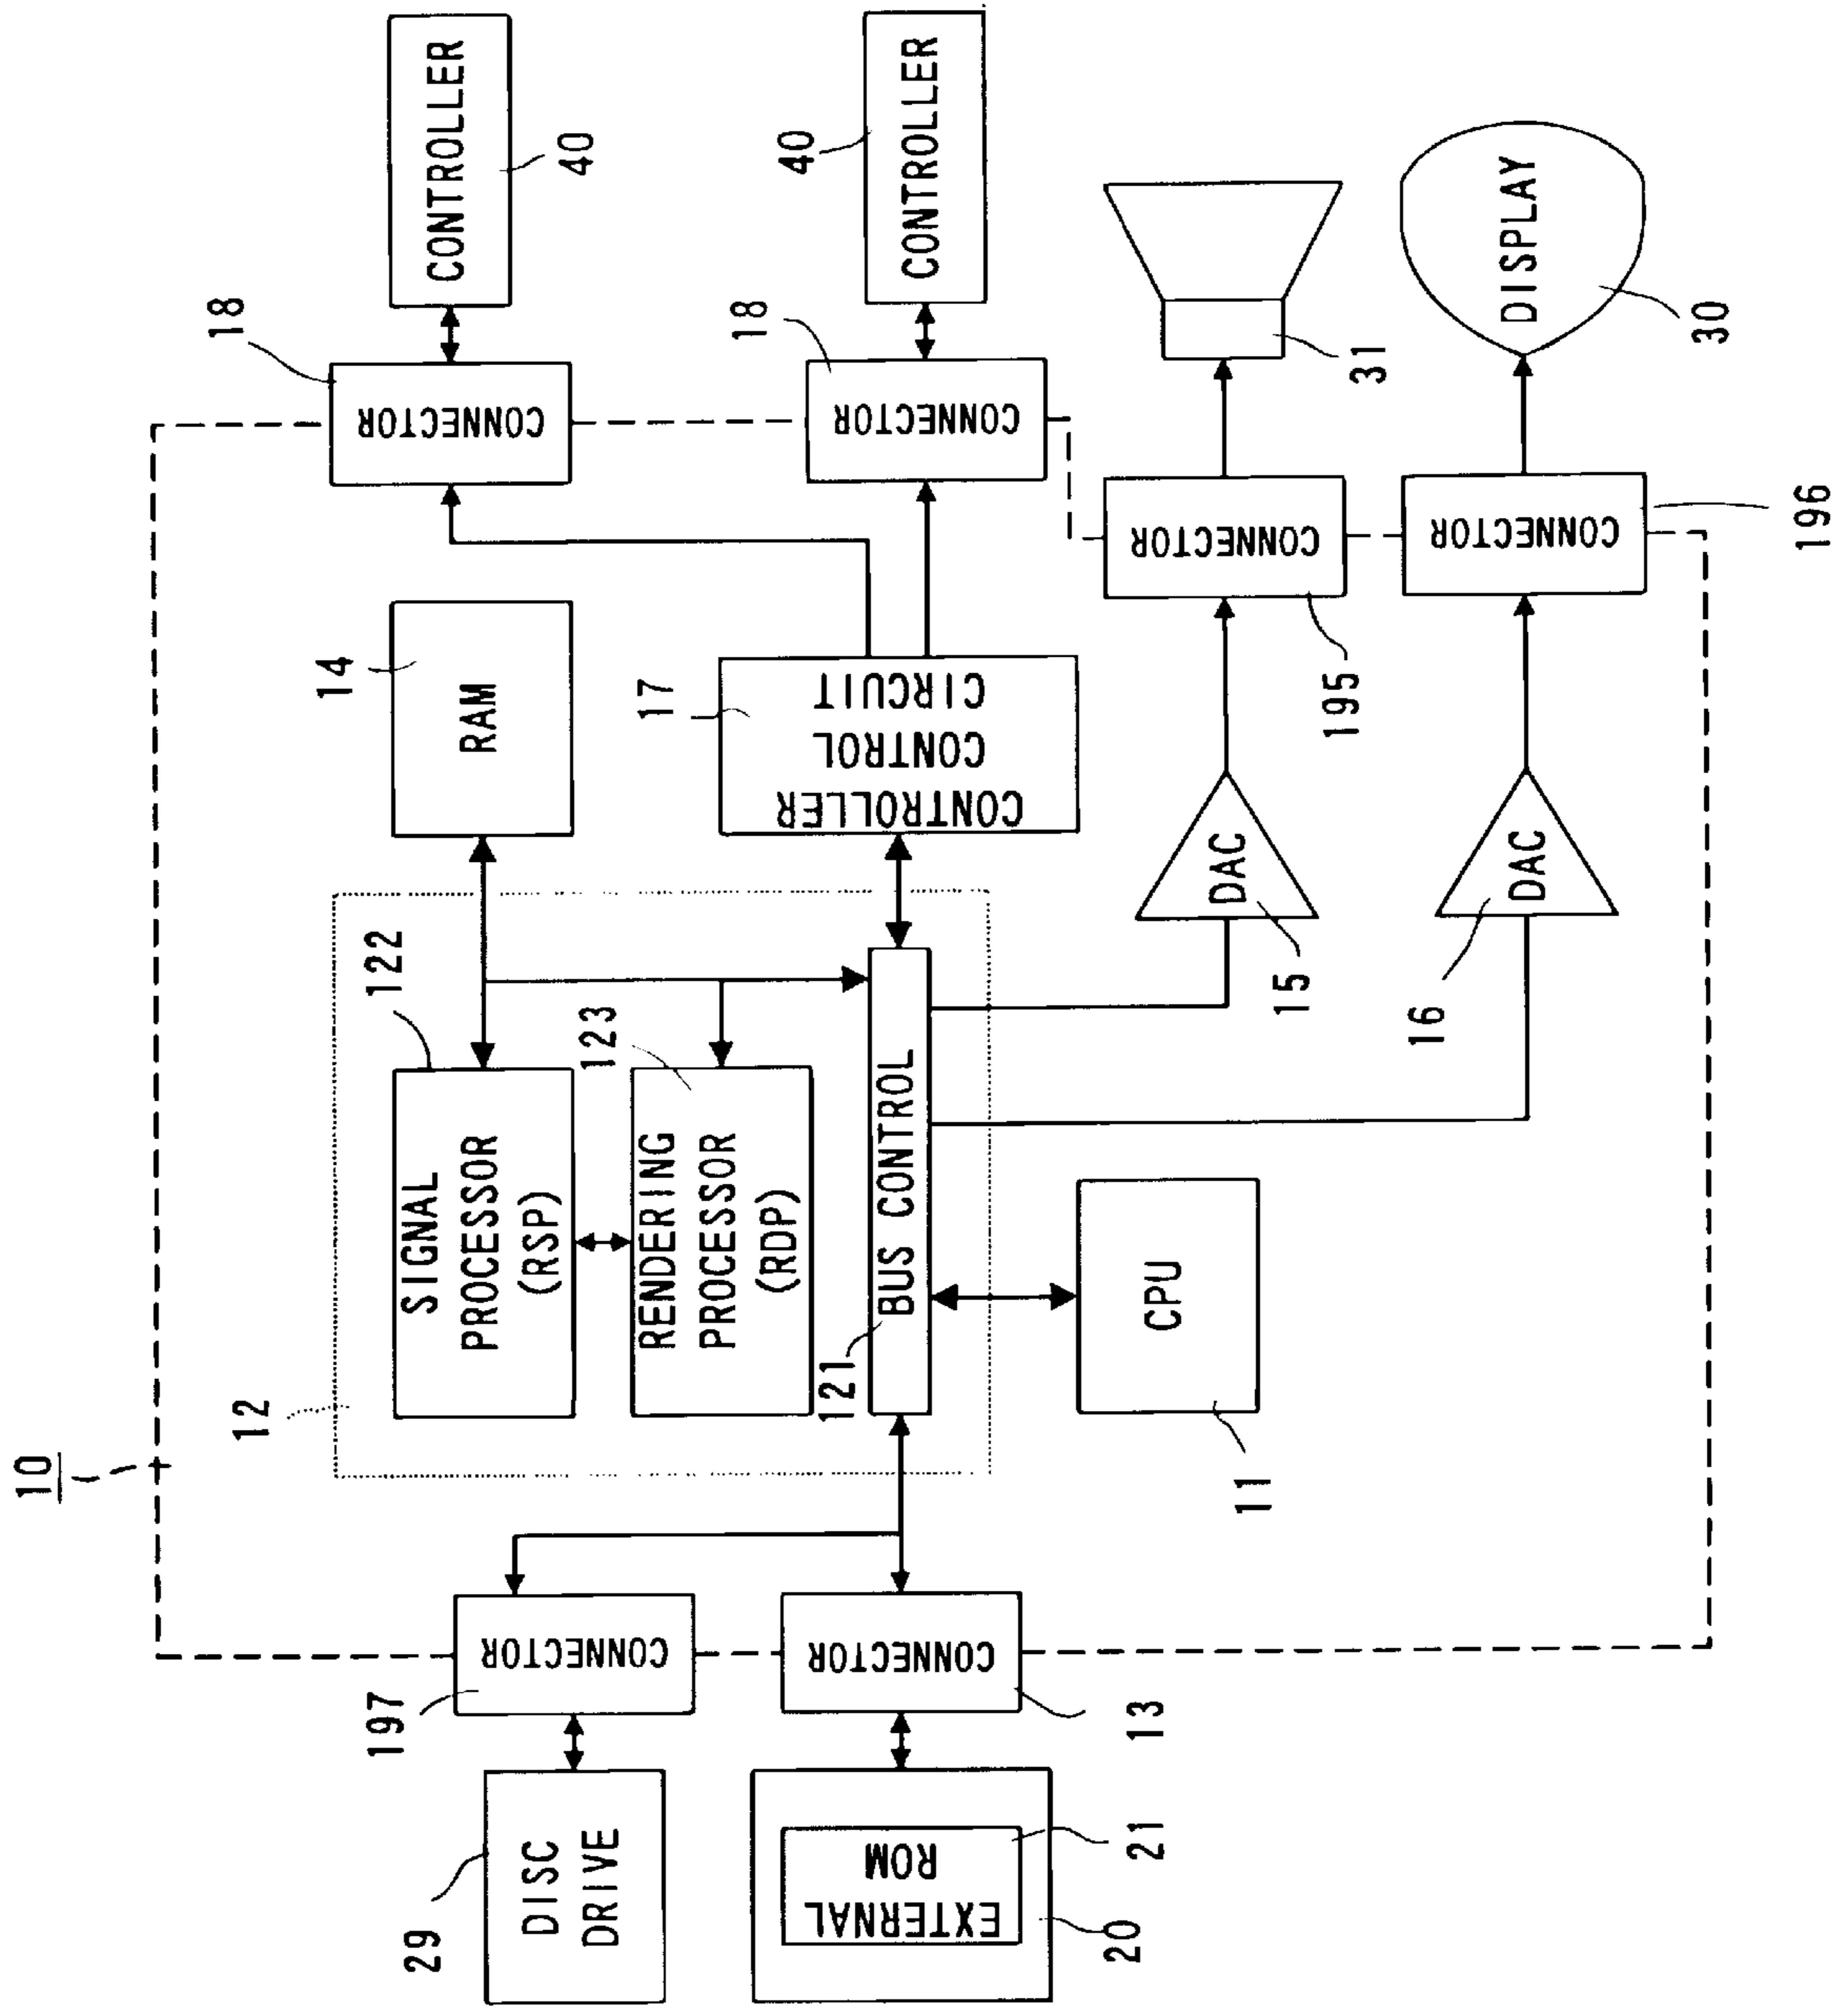 10
12
29
DISC
DRIVE
197
CONNECTOR
EXTERNAL
ROM
21
20
CONNECTOR
13
SIGNAL
PROCESSOR
(RSP)
122
RENDERING
PROCESSOR
(RDP)
123
121
BUS CONTROL
CPU
11
RAM
14
CONTROLLER
CONTROL
CIRCUIT
17
DAC
15
DAC
16
CONNECTOR
18
CONTROLLER
40
CONNECTOR
18
CONTROLLER
40
CONNECTOR
195
31
CONNECTOR
196
DISPLAY
30